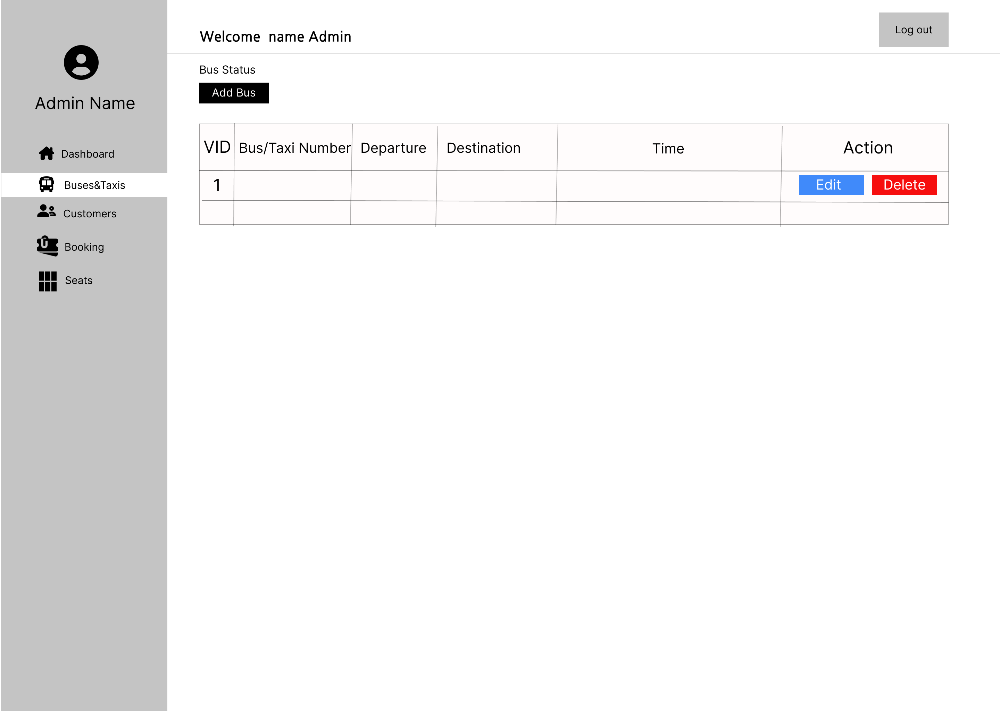 Admin Name
Dashboard
Buses&Taxis
Customers
Booking
Seats
Welcome  name Admin
Log out
Bus Status
Add Bus
VID Bus/Taxi Number Departure Destination Time Action
1 Edit Delete